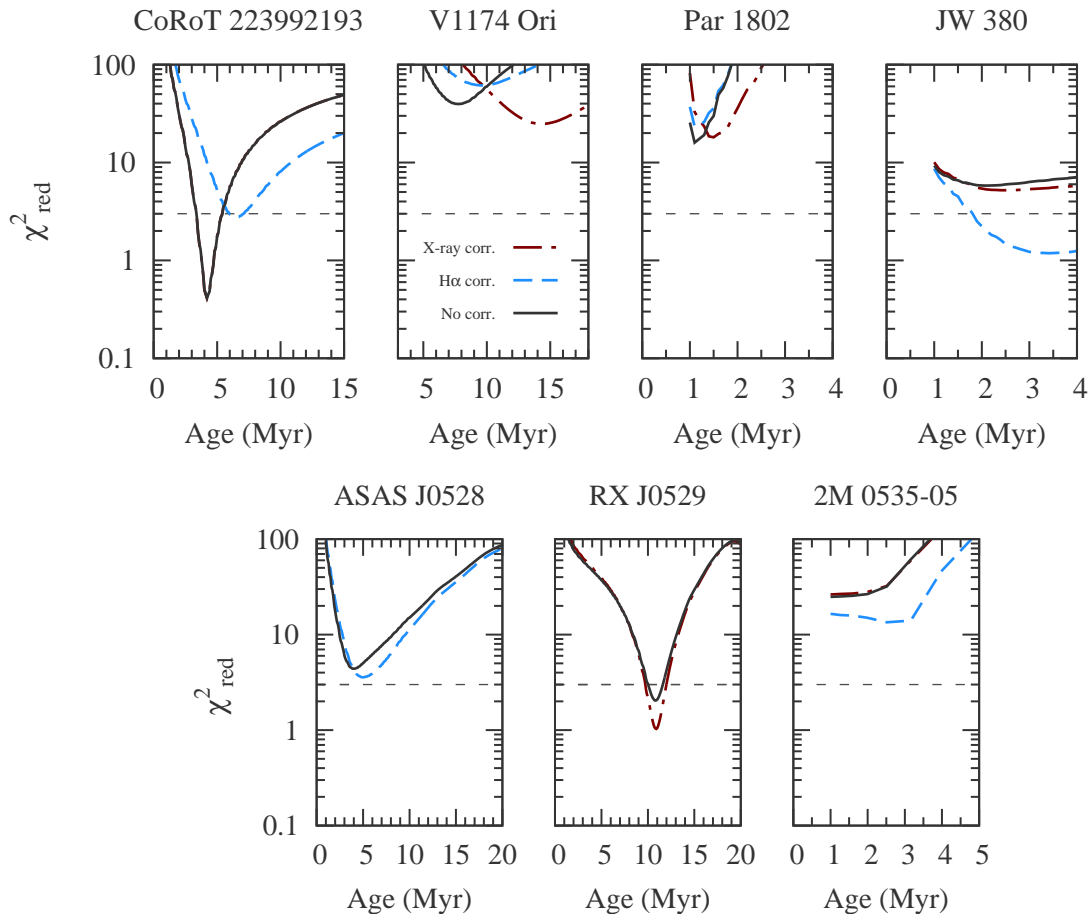 CoRoT 223992193 V1174 Ori Par 1802 JW 380
100
10
1
0.1
χ² red
X-ray corr.
Hα corr.
No corr.
0 5 10 15 5 10 15 0 1 2 3 4 0 1 2 3 4
Age (Myr) Age (Myr) Age (Myr) Age (Myr)
ASAS J0528 RX J0529 2M 0535-05
100
10
1
0.1
χ² red
0 5 10 15 20 0 5 10 15 20 0 1 2 3 4 5
Age (Myr) Age (Myr) Age (Myr)